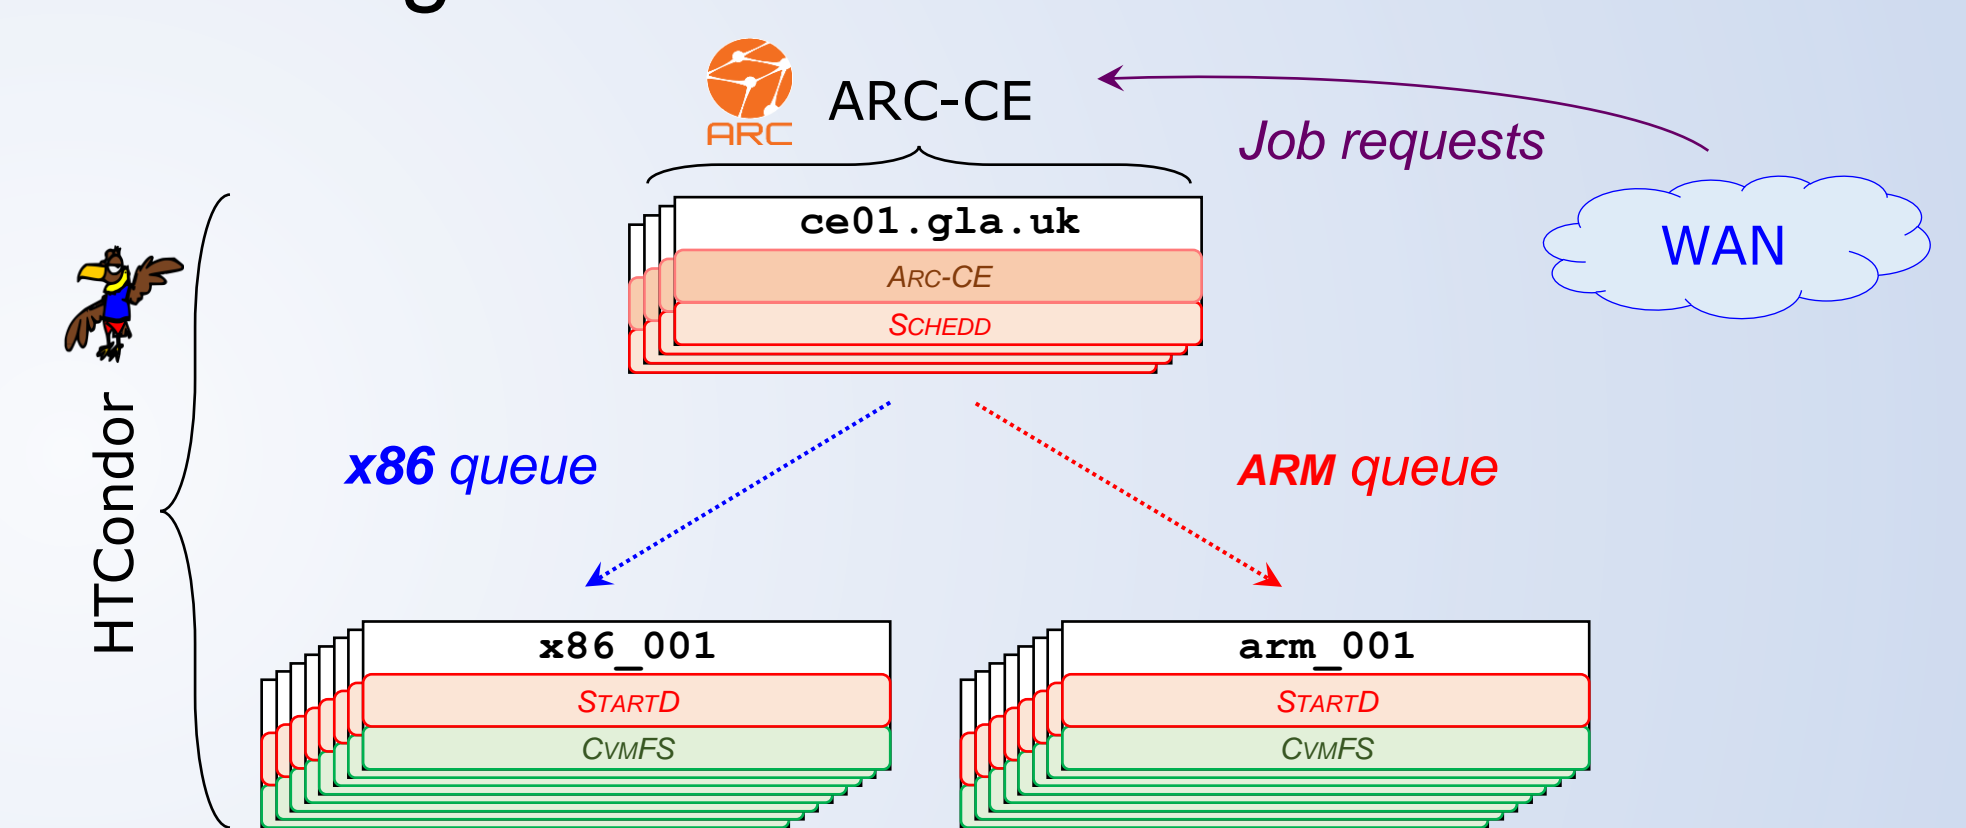 ARC
ARC-CE
Job requests
WAN
ce01.gla.uk
ARC-CE
SCHEDD
HTCondor
x86 queue
ARM queue
x86_001
STARTD
CVMFS
arm_001
STARTD
CVMFS